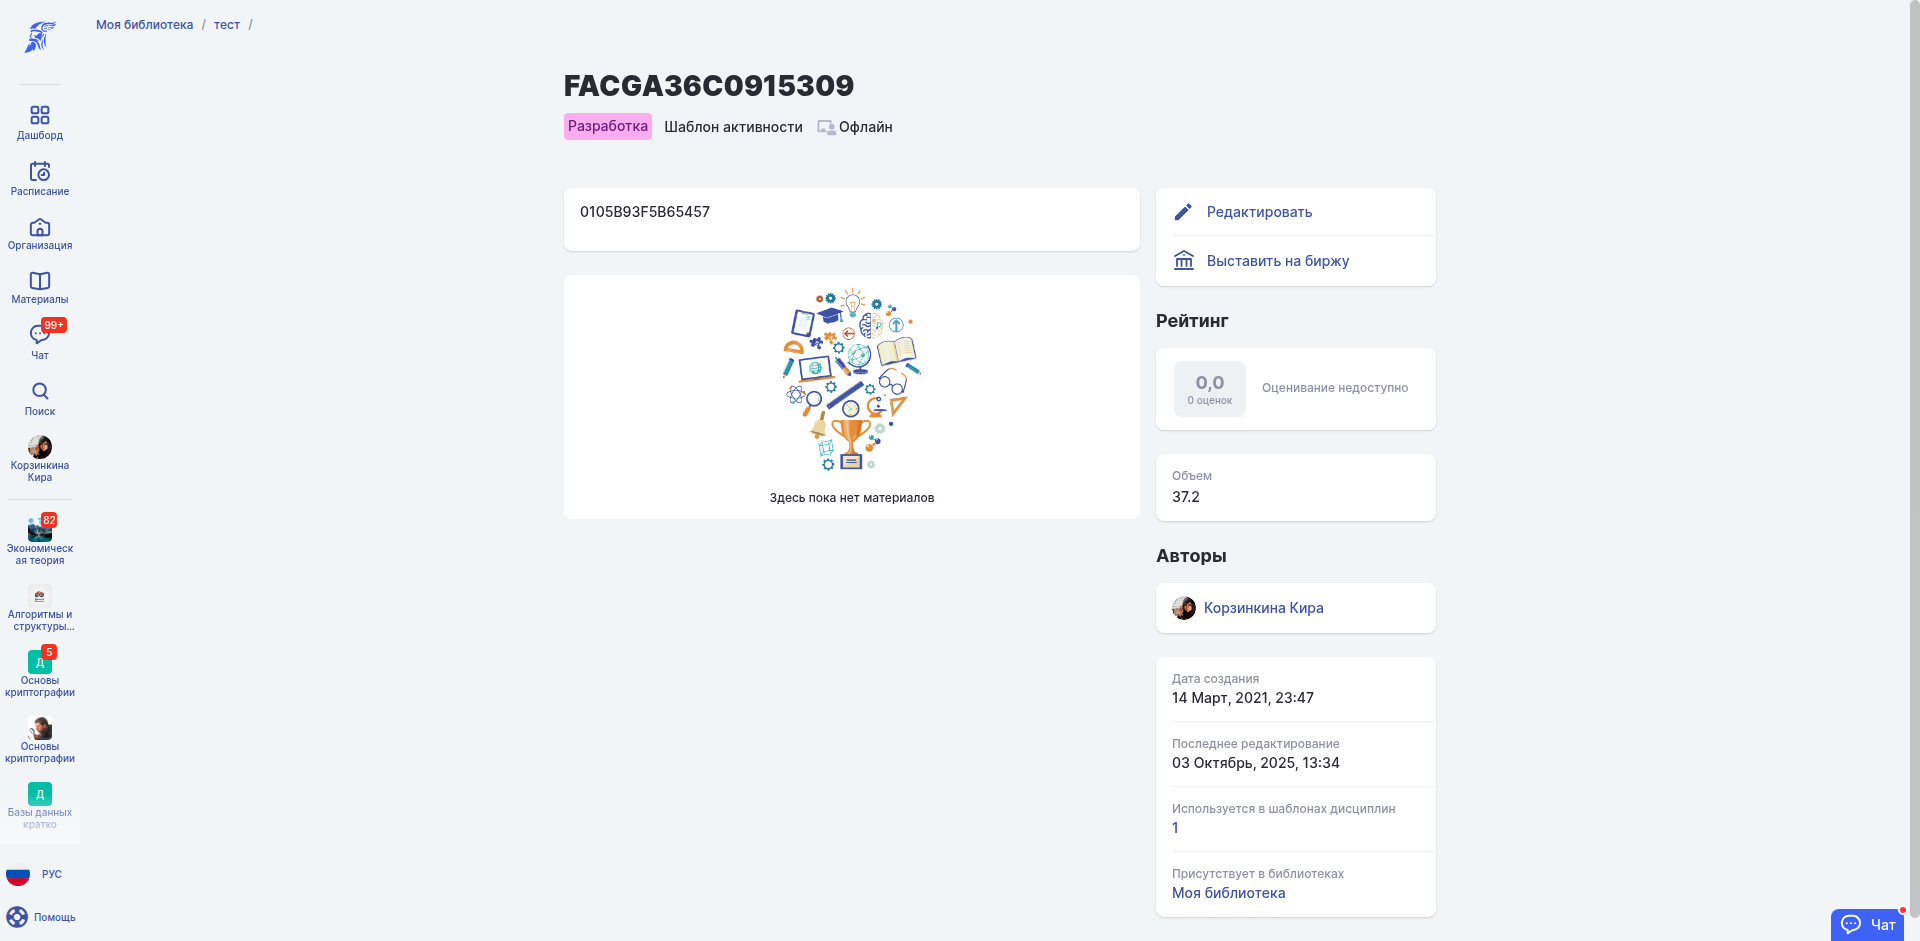 Моя библиотека / тест /
FACGA36C0915309
Разработка Шаблон активности Офлайн
Дашборд
Расписание
Организация
Материалы
99+
Чат
Поиск
Корзинкина
Кира
82
Экономическ
ая теория
Алгоритмы и
структуры...
5
Д
Основы
криптографии
Основы
криптографии
Д
Базы данных
кратко
РУС
Помощь
0105B93F5B65457
Здесь пока нет материалов
Редактировать
Выставить на биржу
Рейтинг
0,0
0 оценок
Оценивание недоступно
Объем
37.2
Авторы
Корзинкина Кира
Дата создания
14 Март, 2021, 23:47
Последнее редактирование
03 Октябрь, 2025, 13:34
Используется в шаблонах дисциплин
1
Присутствует в библиотеках
Моя библиотека
Чат